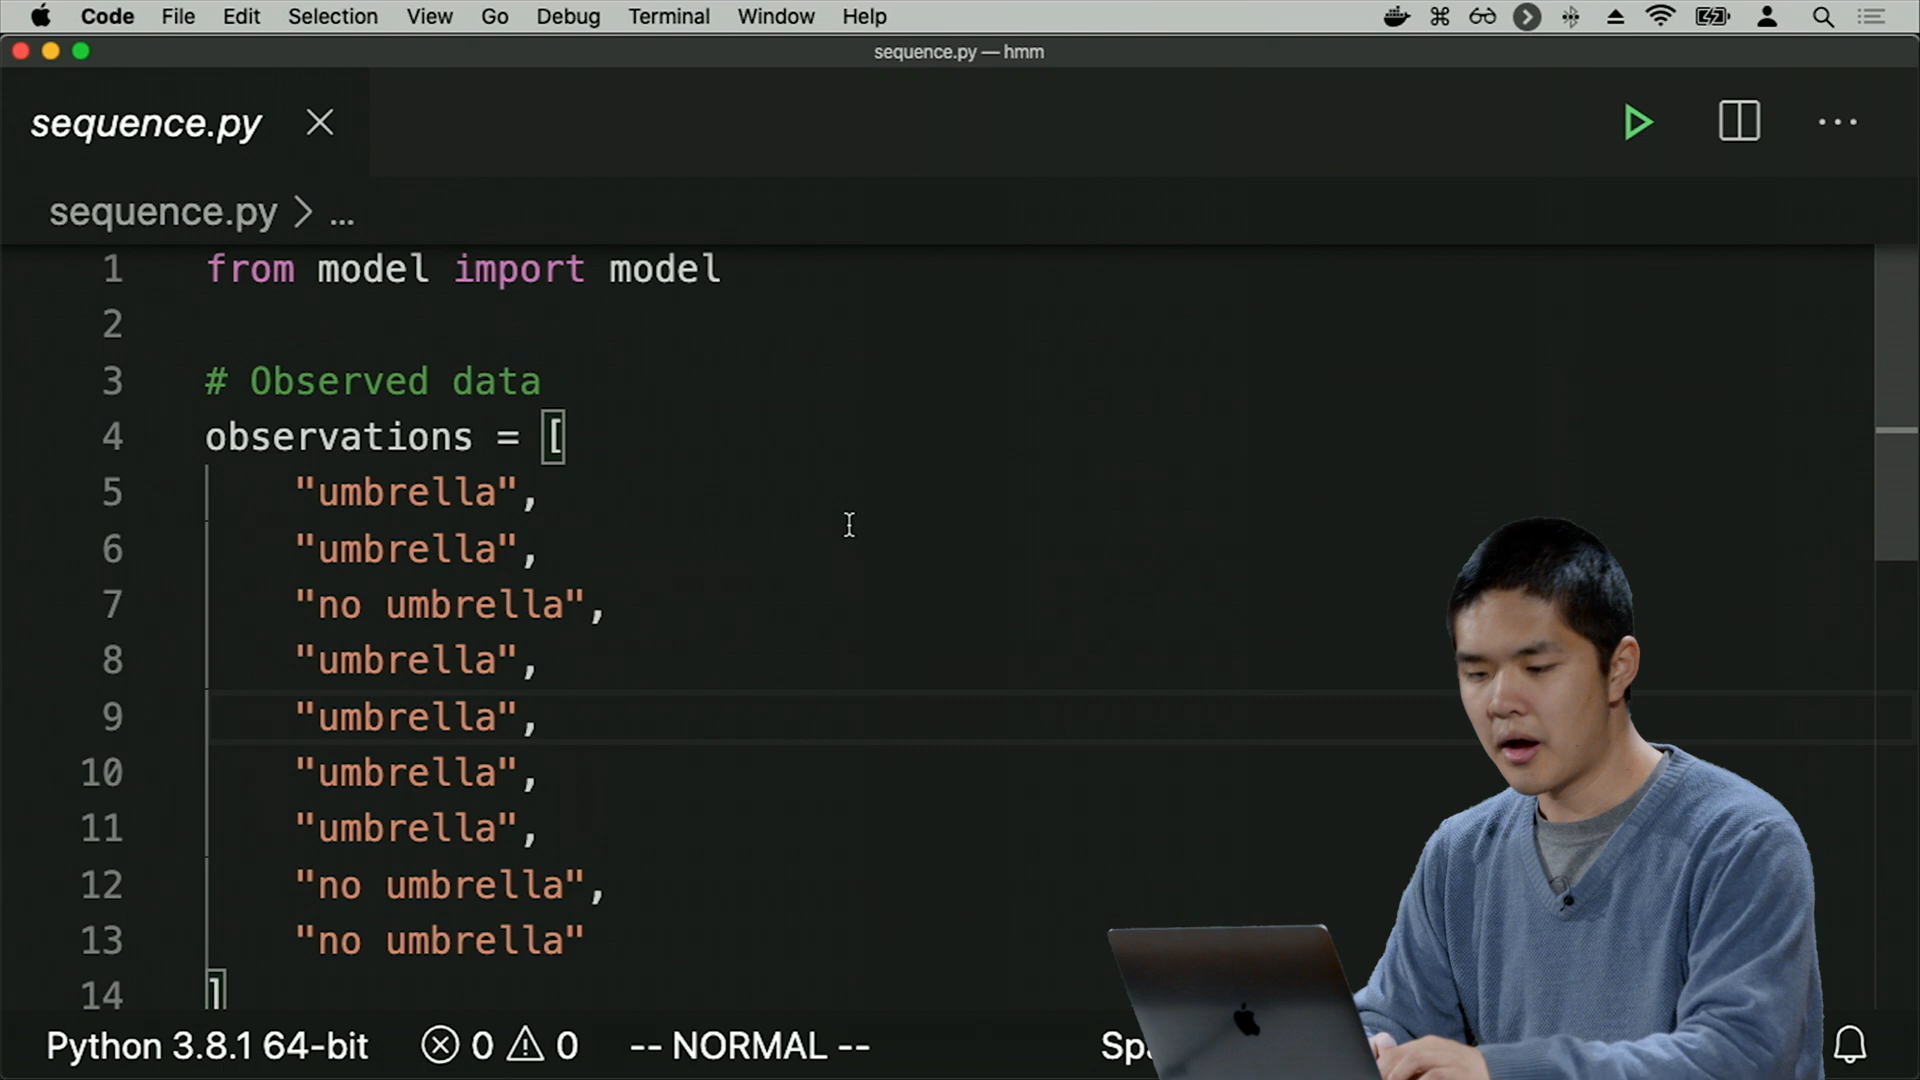 Code File Edit Selection View Go Debug Terminal Window Help
sequence.py — hmm
sequence.py
sequence.py > ...
1 from model import model
2
3 # Observed data
4 observations = [
5 "umbrella",
6 "umbrella",
7 "no umbrella",
8 "umbrella",
9 "umbrella",
10 "umbrella",
11 "umbrella",
12 "no umbrella",
13 "no umbrella"
14 ]
Python 3.8.1 64-bit 0 0 -- NORMAL --